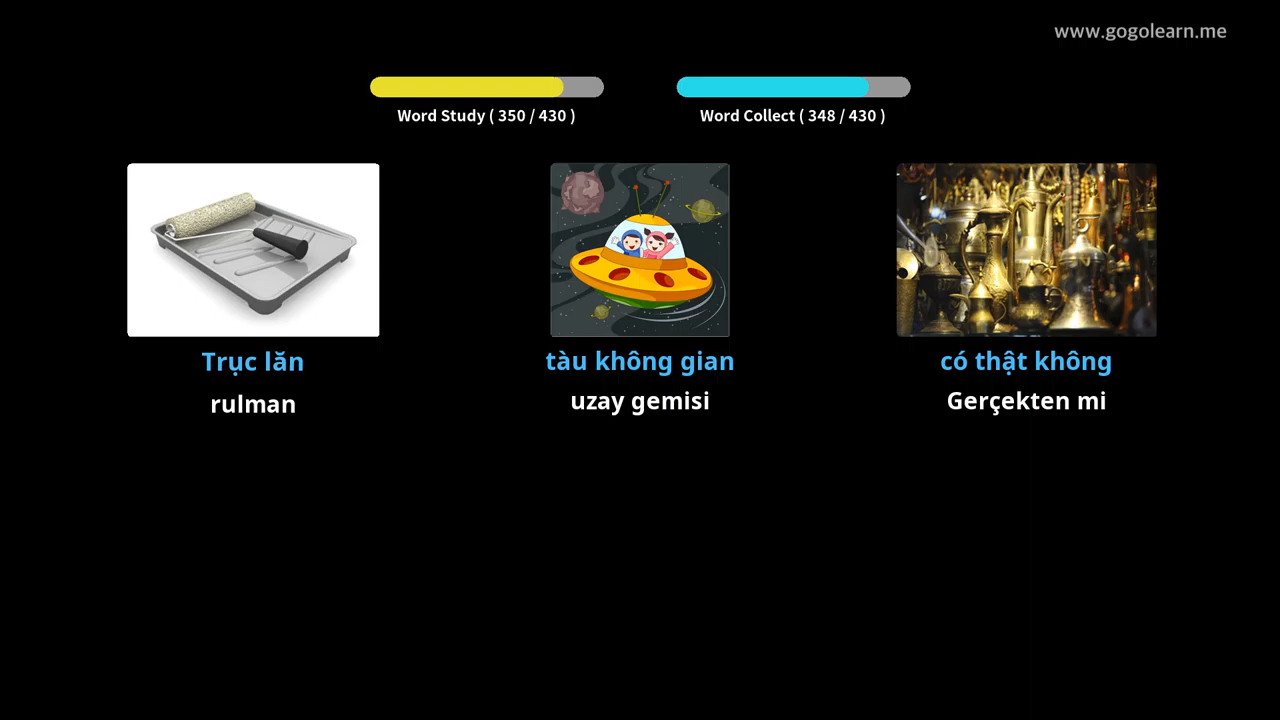 www.gogolearn.me
Word Study ( 350 / 430 )
Word Collect ( 348 / 430 )
Trục lăn
rulman
tàu không gian
uzay gemisi
có thật không
Gerçekten mi